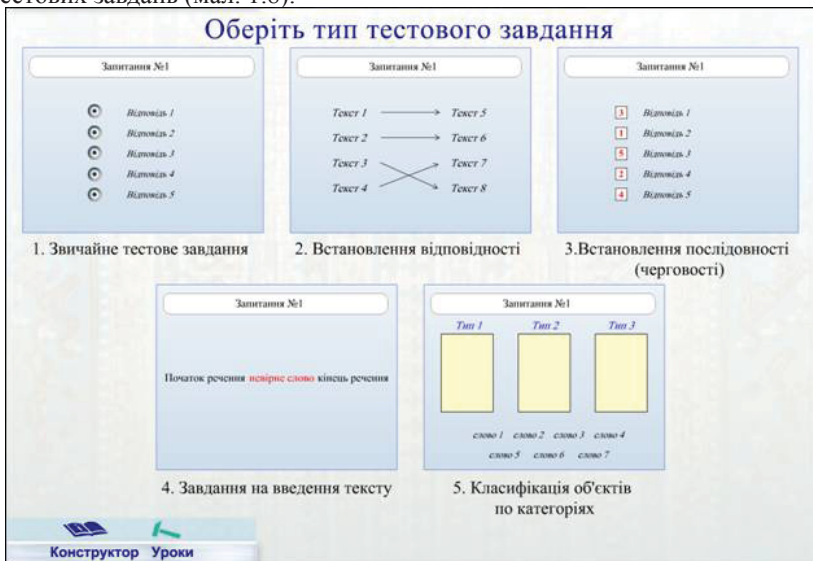 тестових завдань (мал. 1.8).
Оберіть тип тестового завдання
Запитання №1
Відповідь 1
Відповідь 2
Відповідь 3
Відповідь 4
Відповідь 5
1. Звичайне тестове завдання
Запитання №1
Текст 1 Текст 5
Текст 2 Текст 6
Текст 3 Текст 7
Текст 4 Текст 8
2. Встановлення відповідності
Запитання №1
3 Відповідь 1
1 Відповідь 2
5 Відповідь 3
2 Відповідь 4
4 Відповідь 5
3.Встановлення послідовності
(черговості)
Запитання №1
Початок речення невірне слово кінець речення
4. Завдання на введення тексту
Запитання №1
Тип 1 Тип 2 Тип 3
слово 1 слово 2 слово 3 слово 4
слово 5 слово 6 слово 7
5. Класифікація об'єктів
по категоріях
Конструктор Уроки